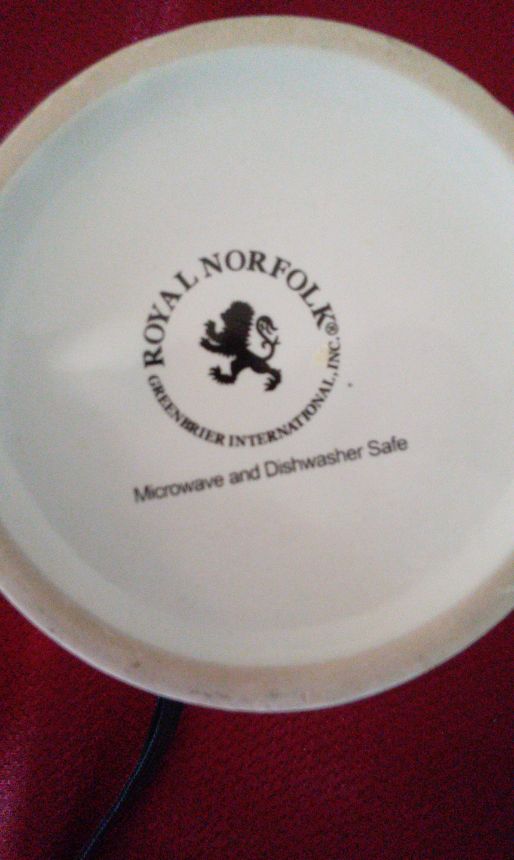 ROYAL NORFOLK®
GREENBRIER INTERNATIONAL, INC.
Microwave and Dishwasher Safe